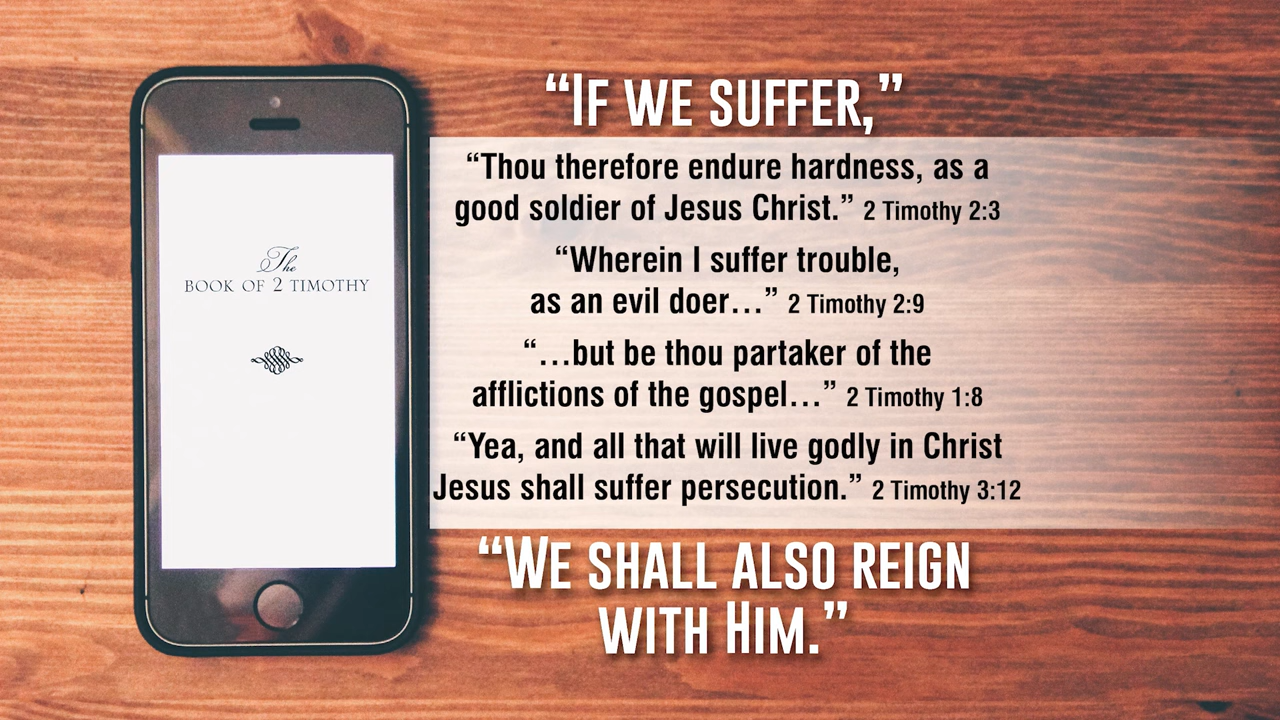 The
BOOK OF 2 TIMOTHY
“IF WE SUFFER,”
“Thou therefore endure hardness, as a
good soldier of Jesus Christ.” 2 Timothy 2:3
“Wherein I suffer trouble,
as an evil doer…” 2 Timothy 2:9
“…but be thou partaker of the
afflictions of the gospel…” 2 Timothy 1:8
“Yea, and all that will live godly in Christ
Jesus shall suffer persecution.” 2 Timothy 3:12
“WE SHALL ALSO REIGN
WITH HIM.”